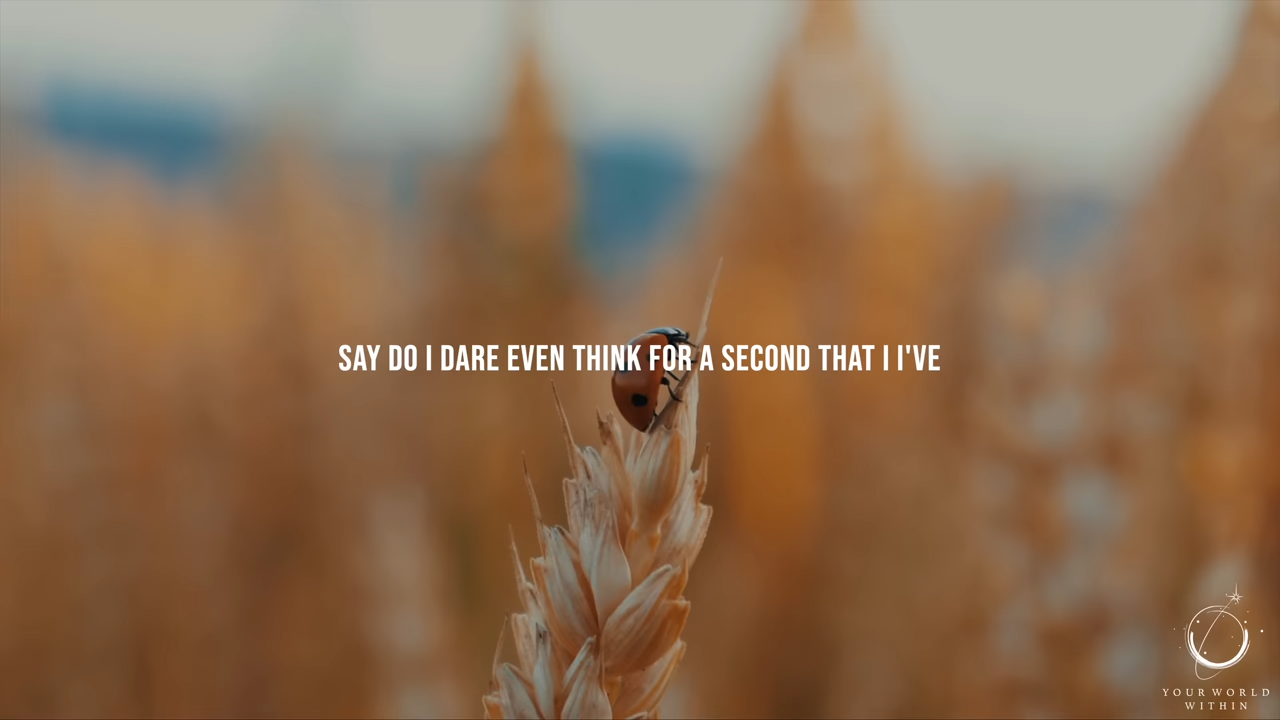 SAY DO I DARE EVEN THINK FOR A SECOND THAT I I'VE
YOUR WORLD
WITHIN